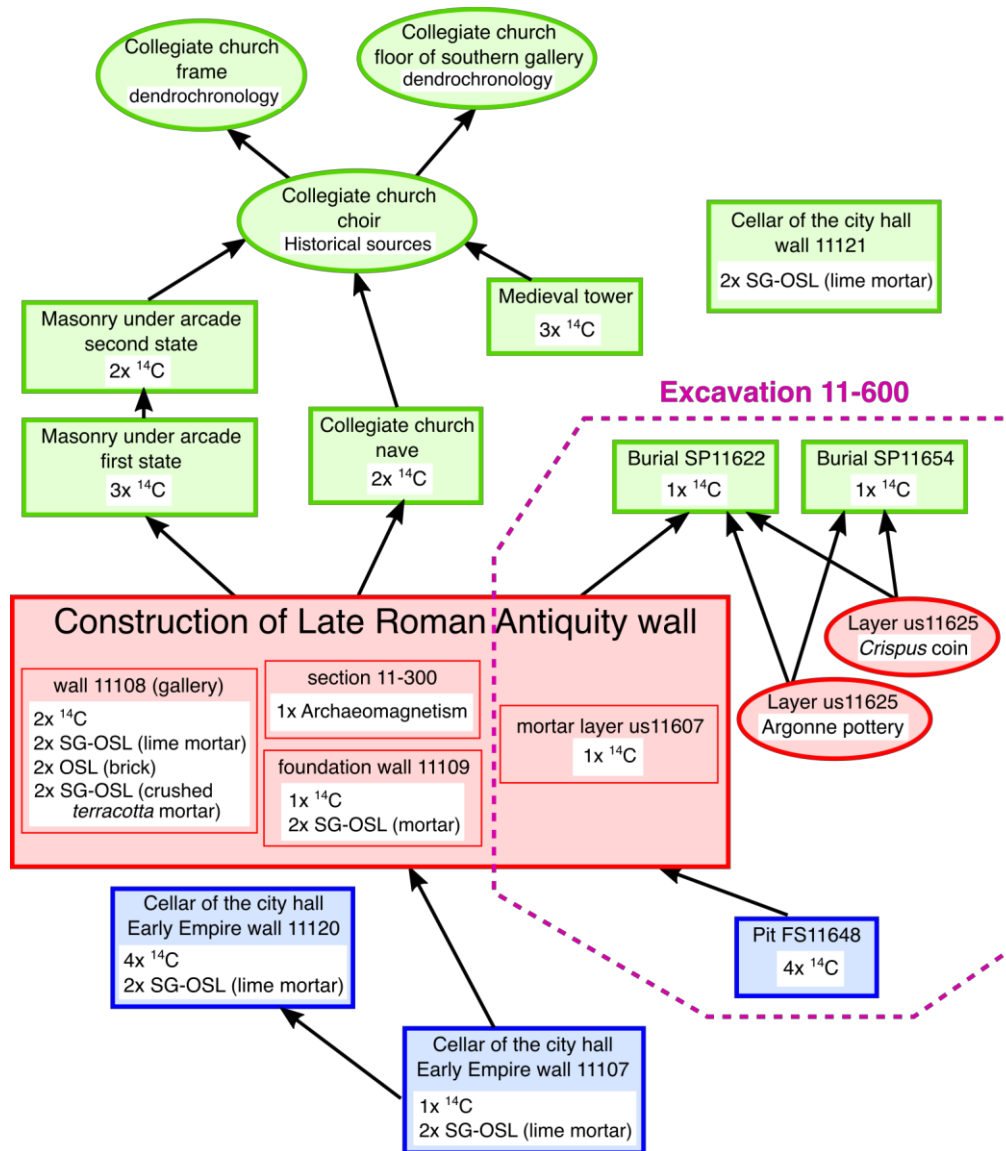 Collegiate church
frame
dendrochronology
Collegiate church
floor of southern gallery
dendrochronology
Collegiate church
choir
Historical sources
Cellar of the city hall
wall 11121
2x SG-OSL (lime mortar)
Masonry under arcade
second state
2x ¹⁴C
Medieval tower
3x ¹⁴C
Masonry under arcade
first state
3x ¹⁴C
Collegiate church
nave
2x ¹⁴C
Excavation 11-600
Burial SP11622
1x ¹⁴C
Burial SP11654
1x ¹⁴C
Construction of Late Roman Antiquity wall
wall 11108 (gallery)
2x ¹⁴C
2x SG-OSL (lime mortar)
2x OSL (brick)
2x SG-OSL (crushed
terracotta mortar)
section 11-300
1x Archaeomagnetism
foundation wall 11109
1x ¹⁴C
2x SG-OSL (mortar)
mortar layer us11607
1x ¹⁴C
Layer us11625
Crispus coin
Layer us11625
Argonne pottery
Cellar of the city hall
Early Empire wall 11120
4x ¹⁴C
2x SG-OSL (lime mortar)
Pit FS11648
4x ¹⁴C
Cellar of the city hall
Early Empire wall 11107
1x ¹⁴C
2x SG-OSL (lime mortar)